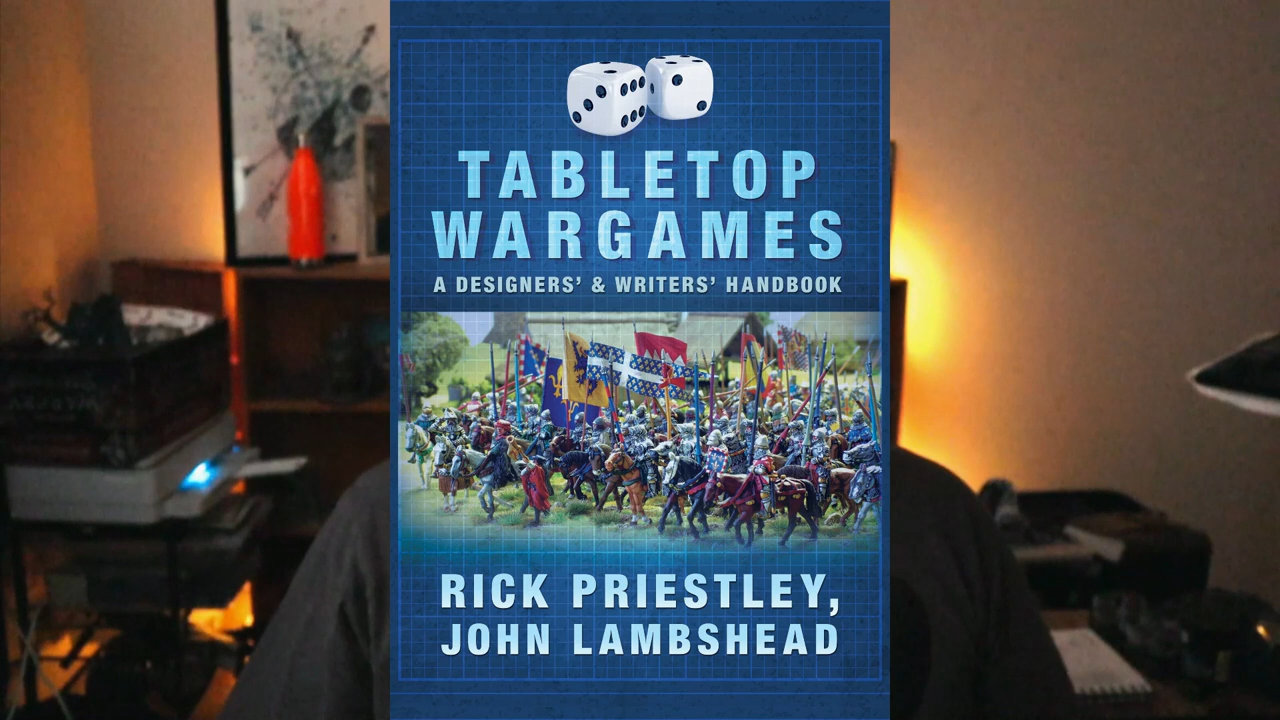 TABLETOP
WARGAMES
A DESIGNERS' & WRITERS' HANDBOOK
RICK PRIESTLEY,
JOHN LAMBSHEAD